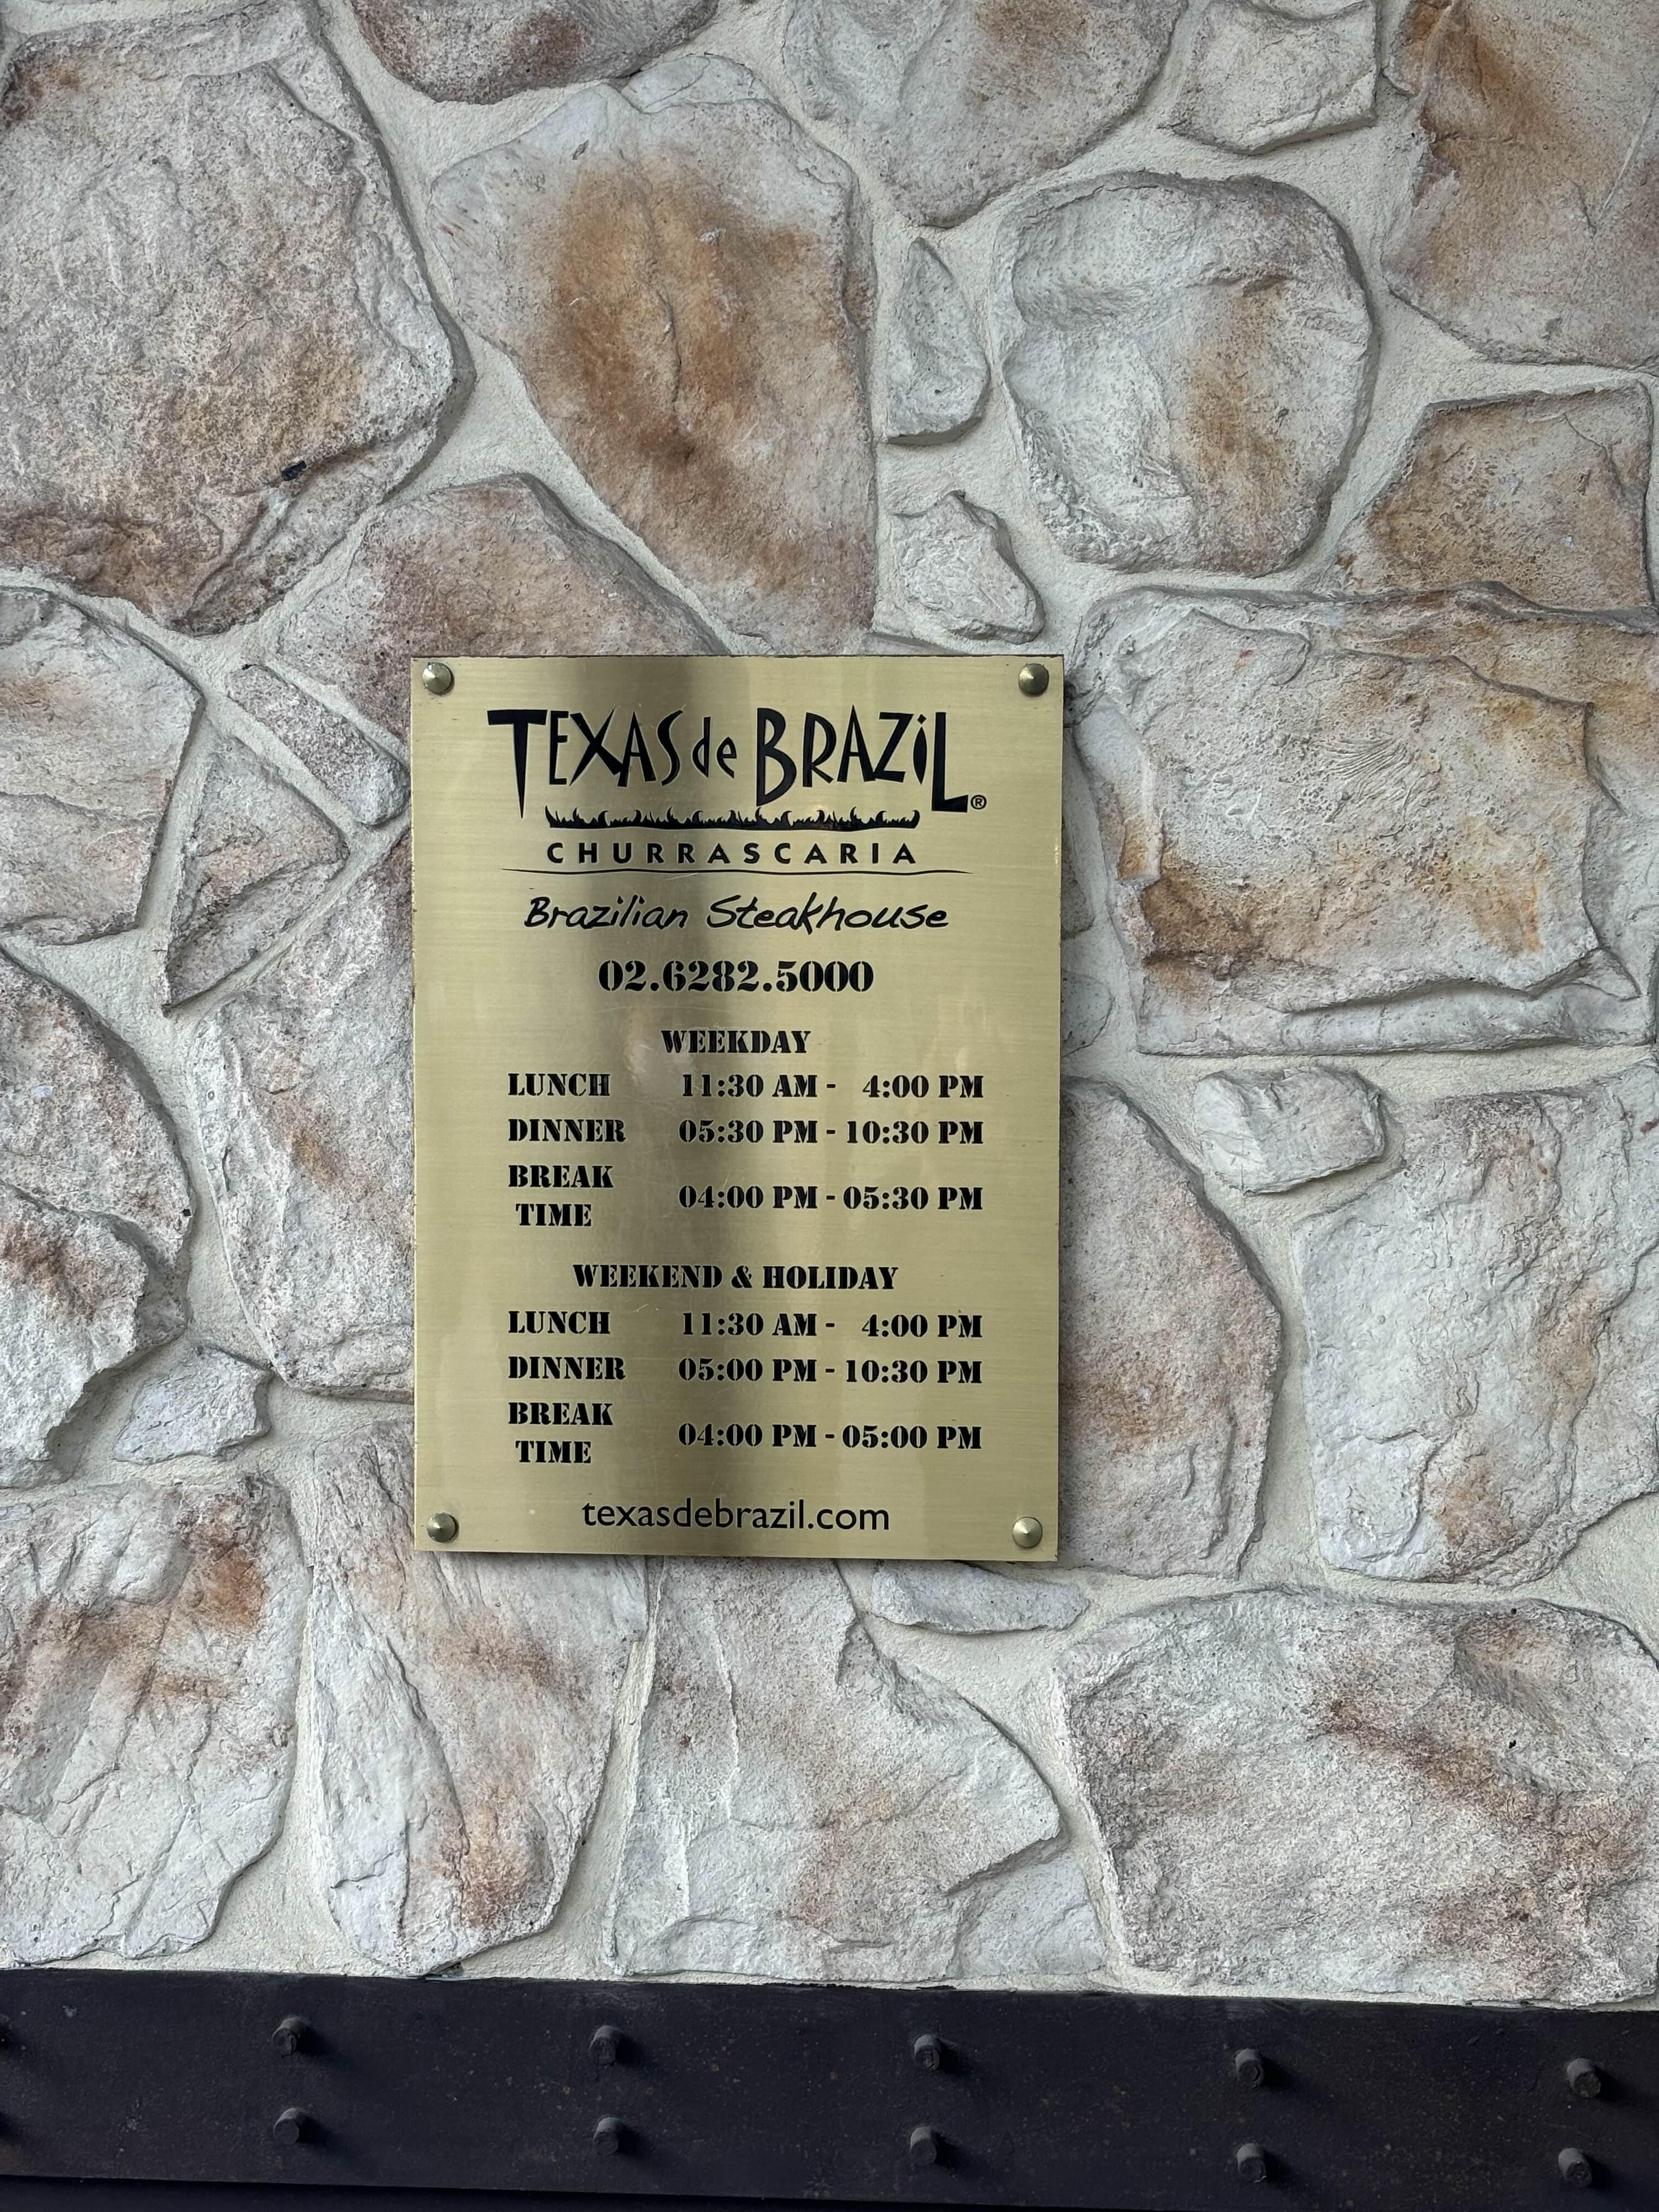 TEXAS de BRAZiL®
CHURRASCARIA
Brazilian Steakhouse
02.6282.5000
WEEKDAY
LUNCH 11:30 AM - 4:00 PM
DINNER 05:30 PM - 10:30 PM
BREAK TIME 04:00 PM - 05:30 PM
WEEKEND & HOLIDAY
LUNCH 11:30 AM - 4:00 PM
DINNER 05:00 PM - 10:30 PM
BREAK TIME 04:00 PM - 05:00 PM
texasdebrazil.com